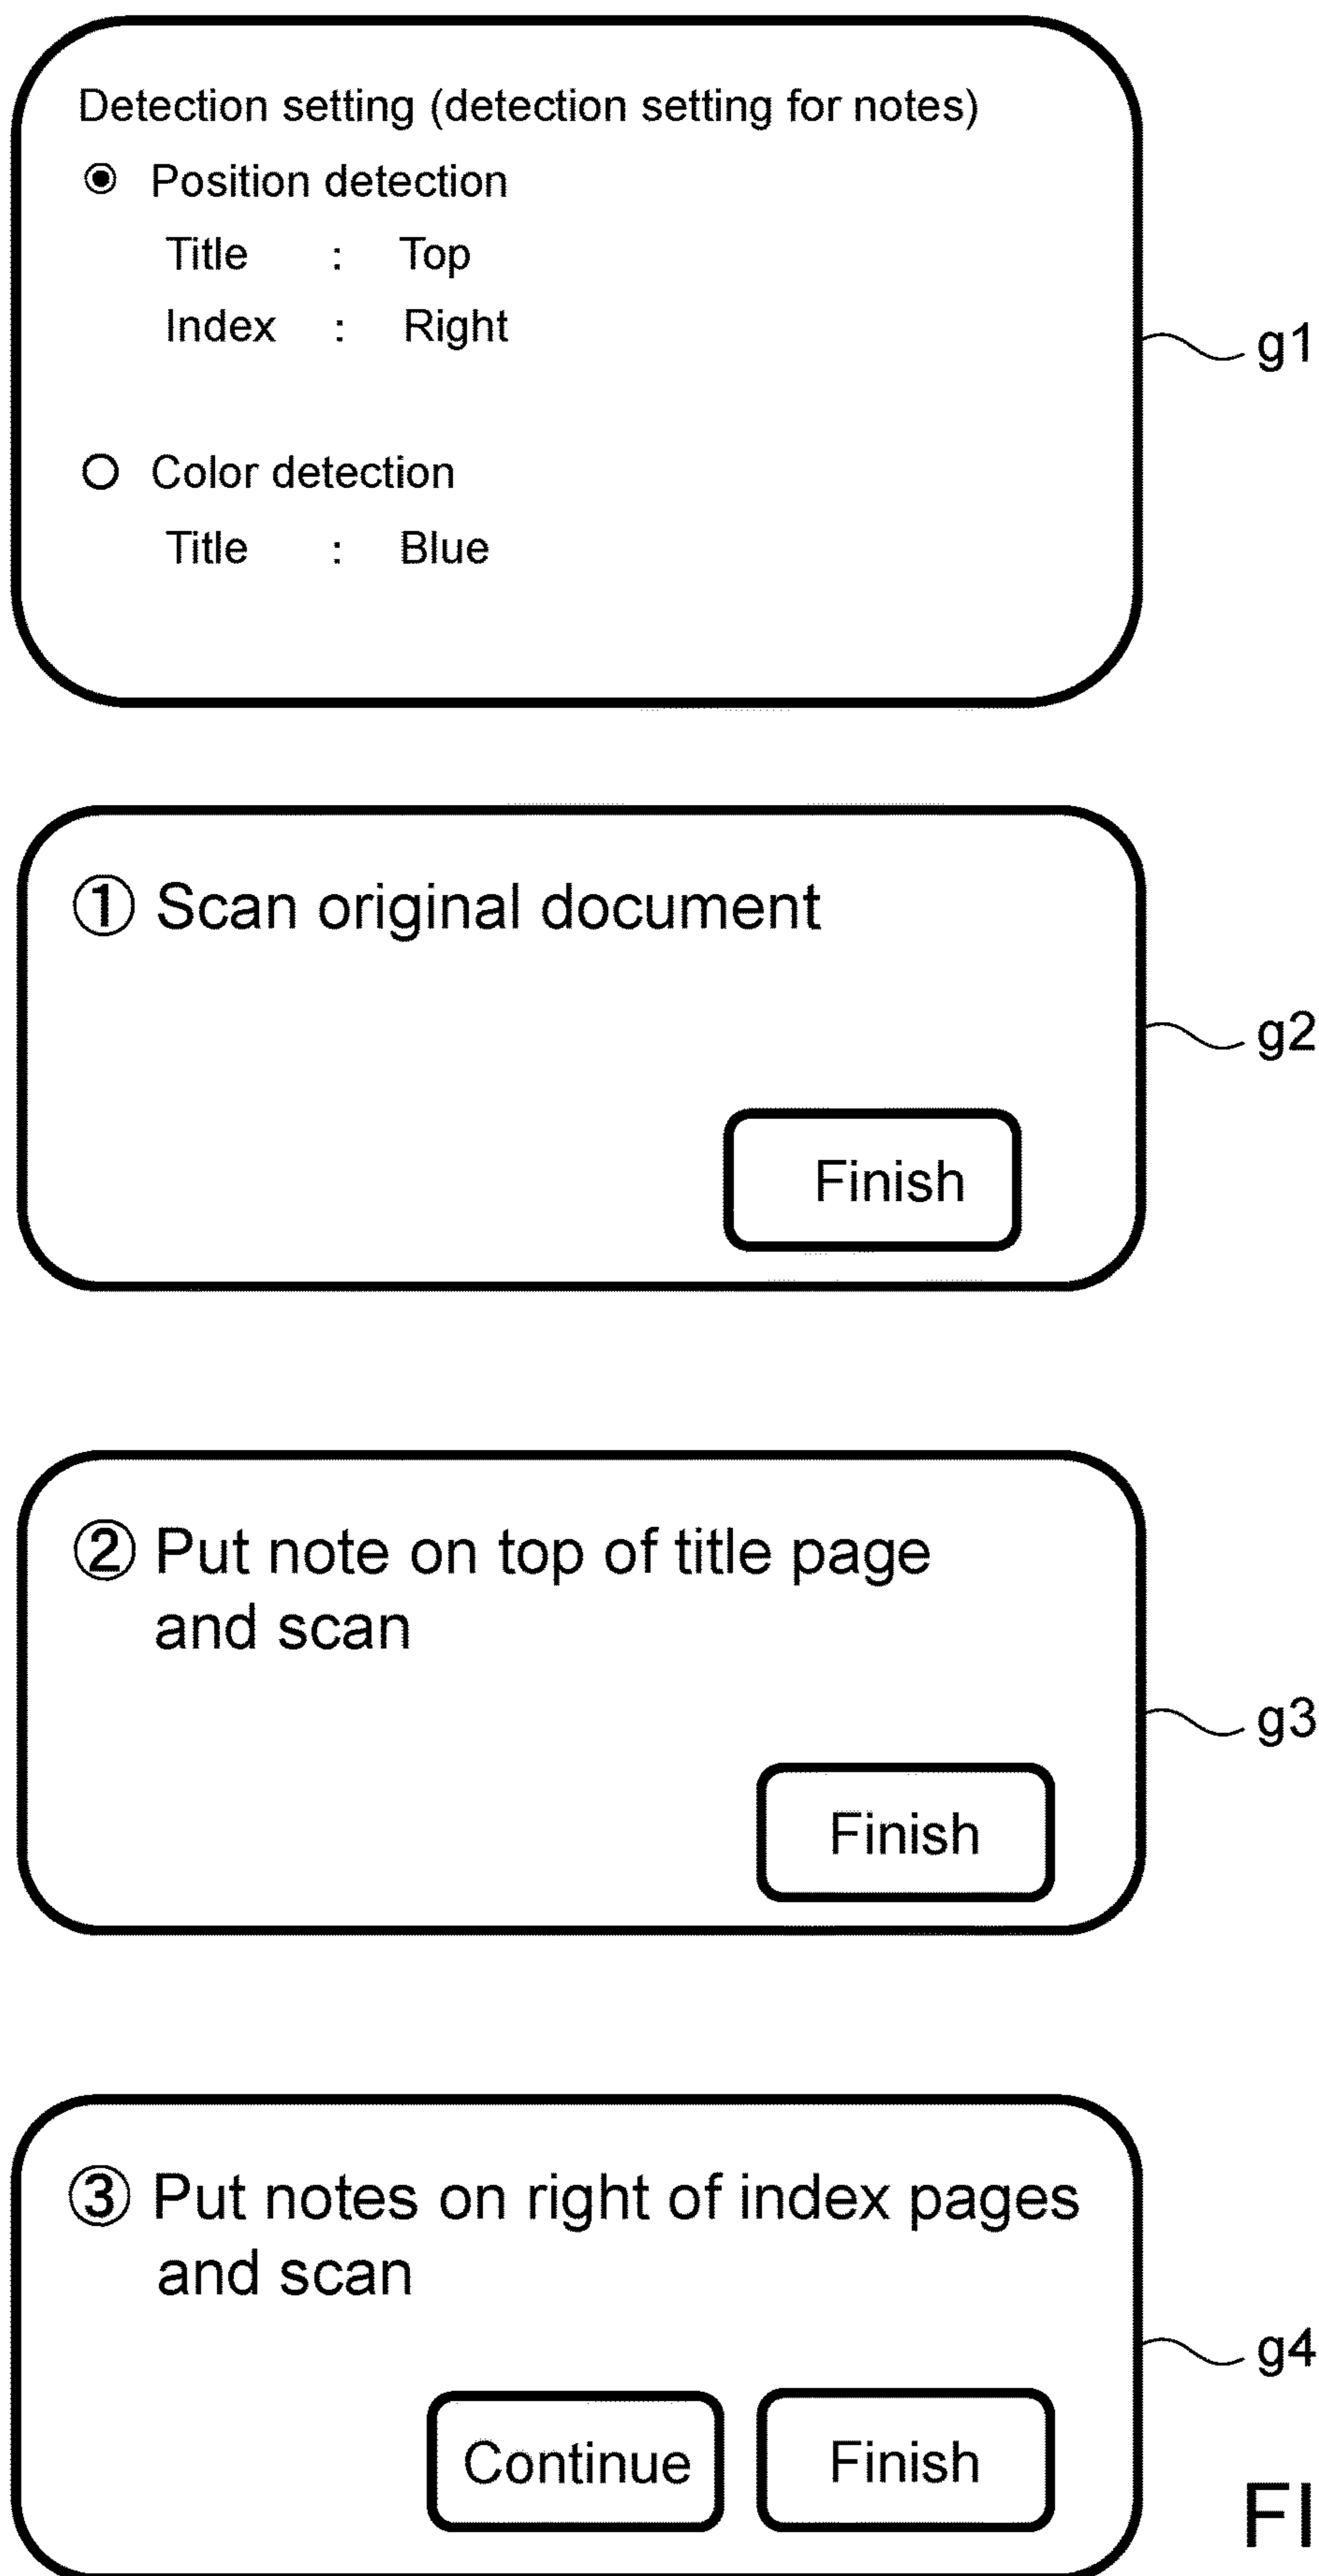 Detection setting (detection setting for notes)
Position detection
Title : Top
Index : Right
g1
Color detection
Title : Blue
① Scan original document
g2
Finish
② Put note on top of title page
and scan
g3
Finish
③ Put notes on right of index pages
and scan
g4
Continue Finish
FI